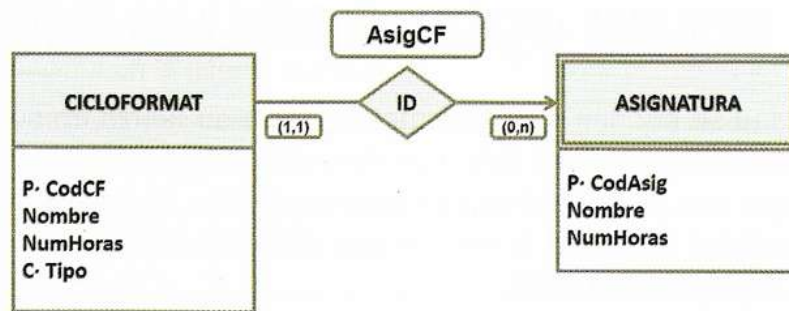 AsigCF
CICLOFORMAT
ID
ASIGNATURA
(1,1)
(0,n)
P· CodCF
Nombre
NumHoras
C· Tipo
P· CodAsig
Nombre
NumHoras